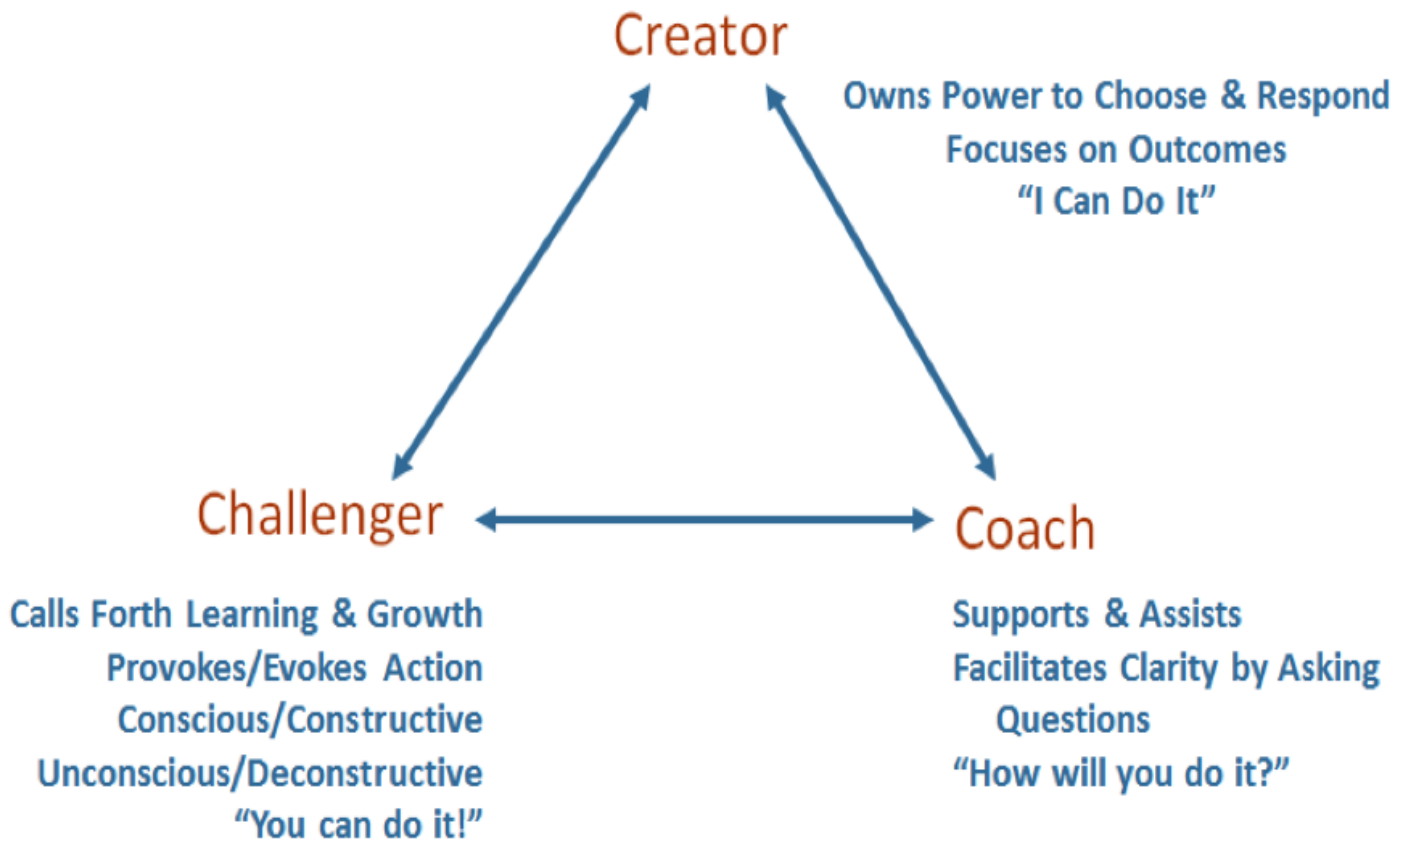 Creator
Owns Power to Choose & Respond
Focuses on Outcomes
“I Can Do It”
Challenger
Calls Forth Learning & Growth
Provokes/Evokes Action
Conscious/Constructive
Unconscious/Deconstructive
“You can do it!”
Coach
Supports & Assists
Facilitates Clarity by Asking
Questions
“How will you do it?”